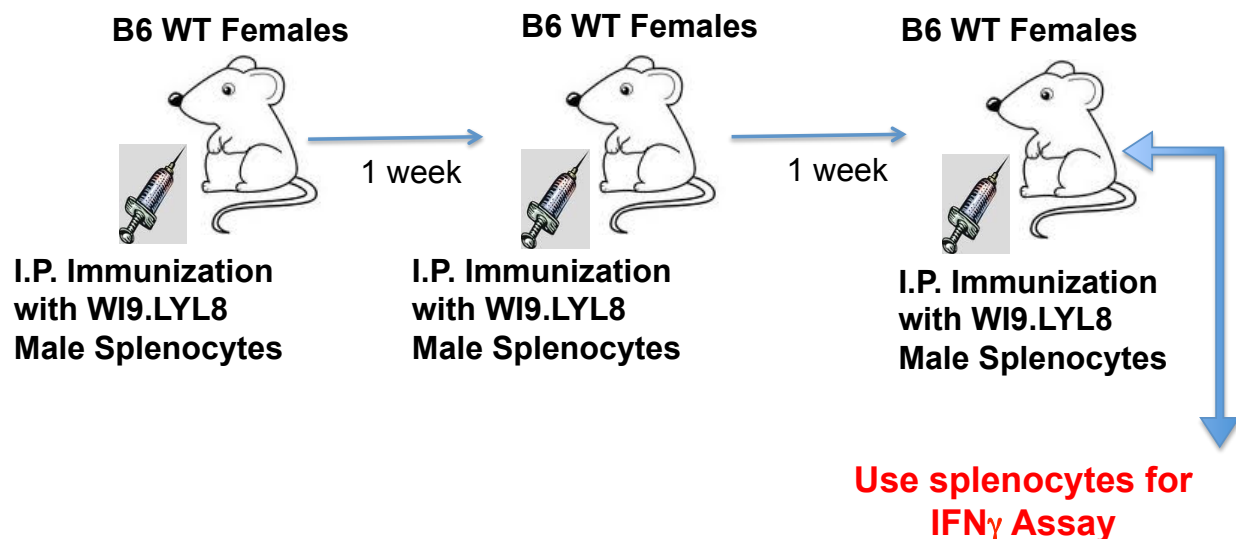 B6 WT Females
B6 WT Females
B6 WT Females
1 week
1 week
I.P. Immunization
with WI9.LYL8
Male Splenocytes
I.P. Immunization
with WI9.LYL8
Male Splenocytes
I.P. Immunization
with WI9.LYL8
Male Splenocytes
Use splenocytes for
IFNγ Assay